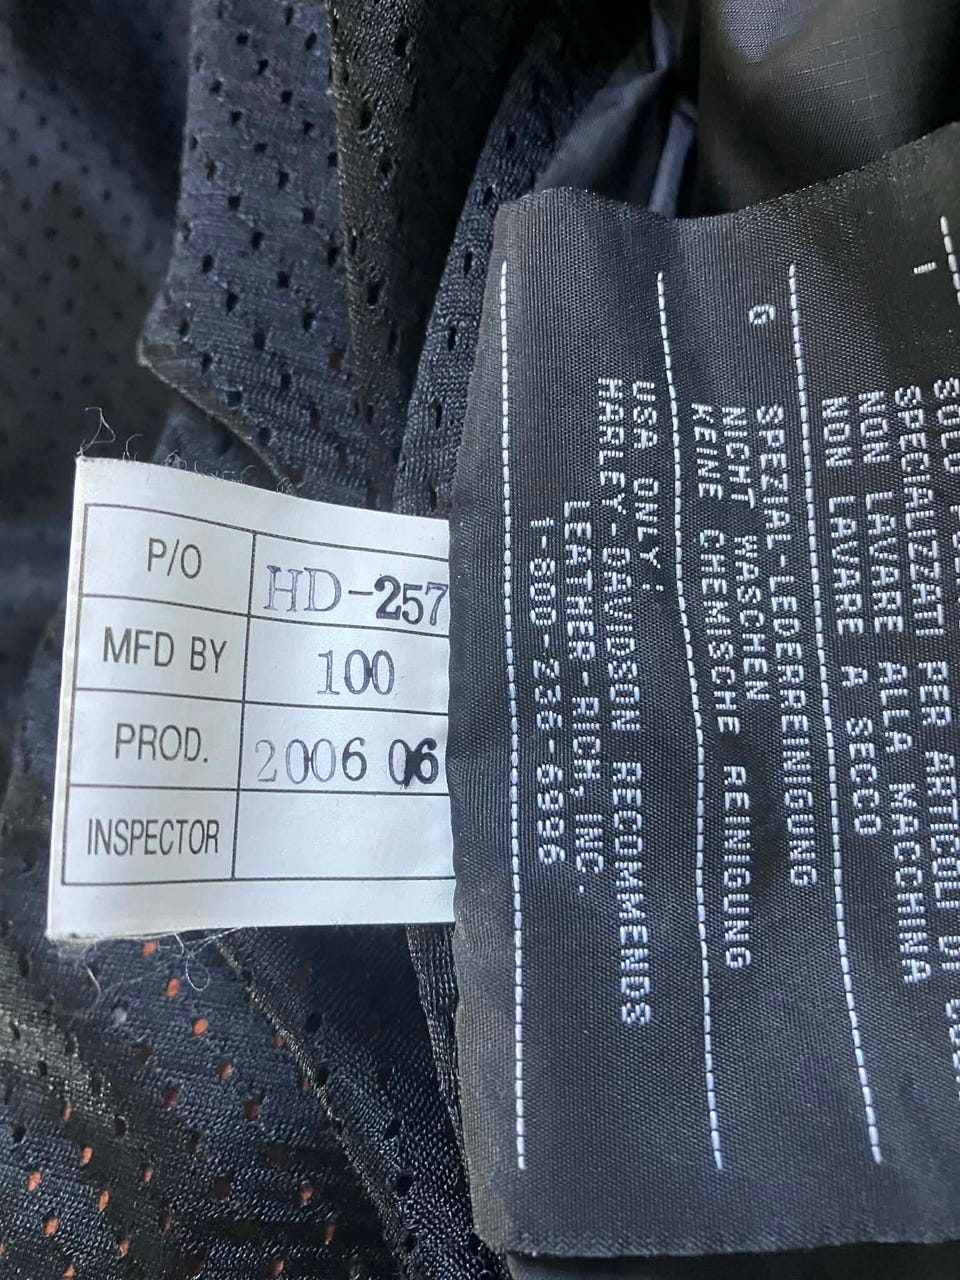 P/O HD-257
MFD BY 100
PROD. 2006 06
INSPECTOR
I
SOLO
SPECIALIZZATI PER ARTICOLI DI
NON LAVARE ALLA MACCHINA
NON LAVARE A SECCO
G
SPEZIAL-LEDERREINIGUNG
NICHT WASCHEN
KEINE CHEMISCHE REINIGUNG
USA ONLY:
HARLEY-DAVIDSON RECOMMENDS
LEATHER-RICH, INC.
1-800-236-6996